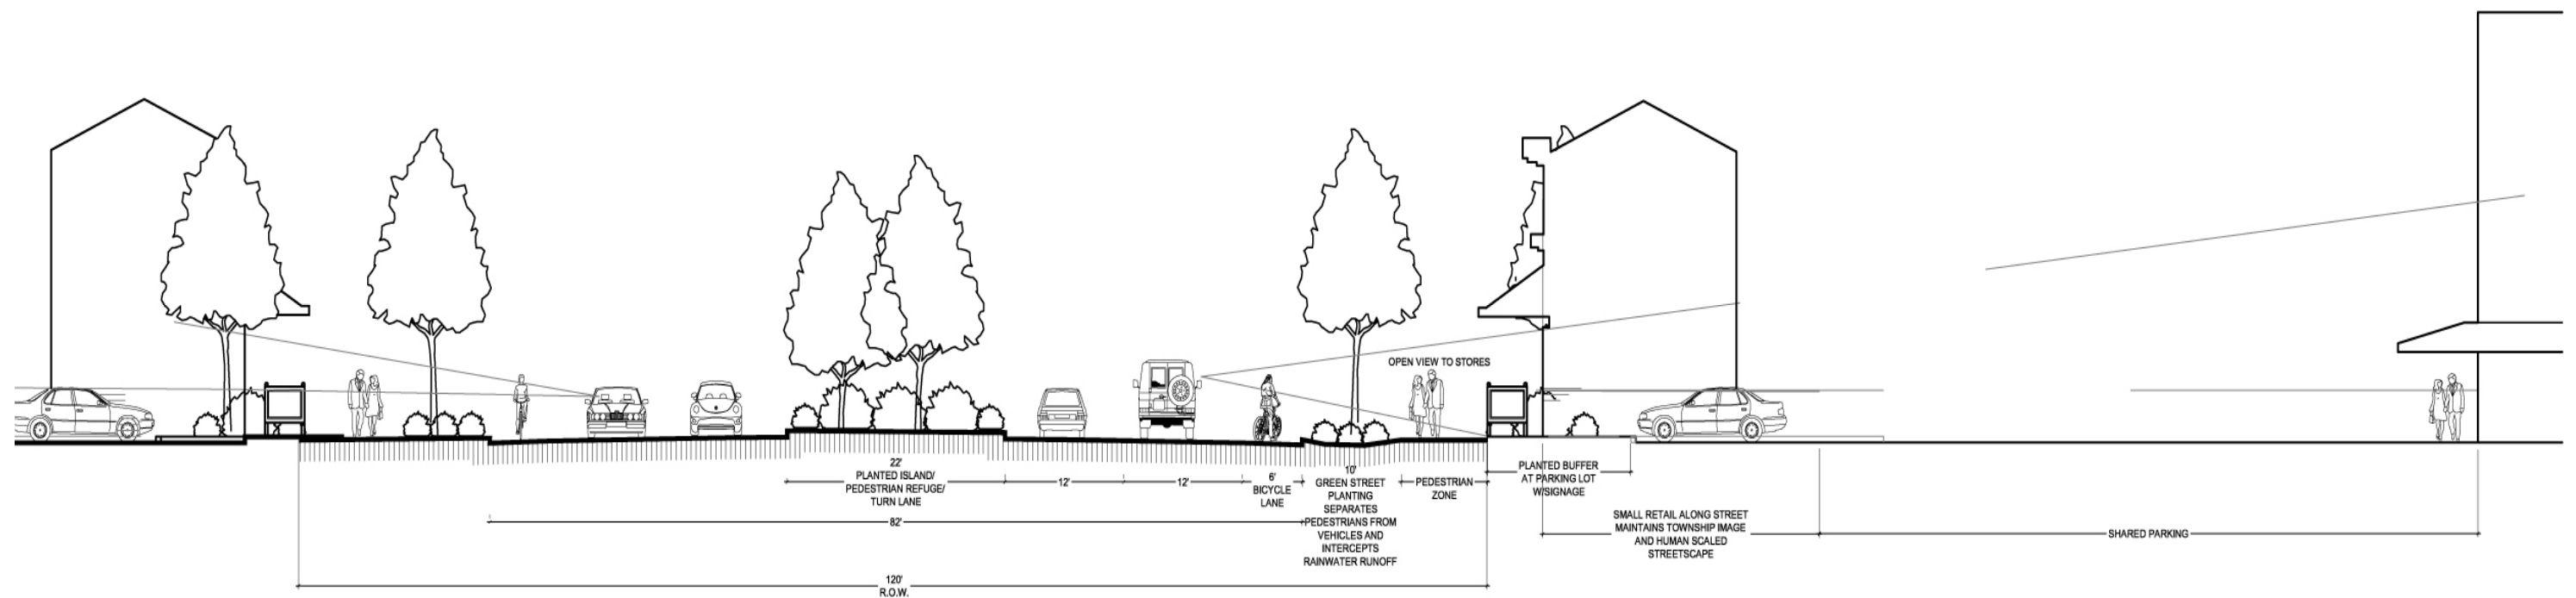 OPEN VIEW TO STORES
22'
PLANTED ISLAND/
PEDESTRIAN REFUGE/
TURN LANE
12'
12'
6'
BICYCLE
LANE
10'
GREEN STREET
PLANTING
SEPARATES
PEDESTRIANS FROM
VEHICLES AND
INTERCEPTS
RAINWATER RUNOFF
PEDESTRIAN
ZONE
PLANTED BUFFER
AT PARKING LOT
W/SIGNAGE
82'
SMALL RETAIL ALONG STREET
MAINTAINS TOWNSHIP IMAGE
AND HUMAN SCALED
STREETSCAPE
SHARED PARKING
120'
R.O.W.